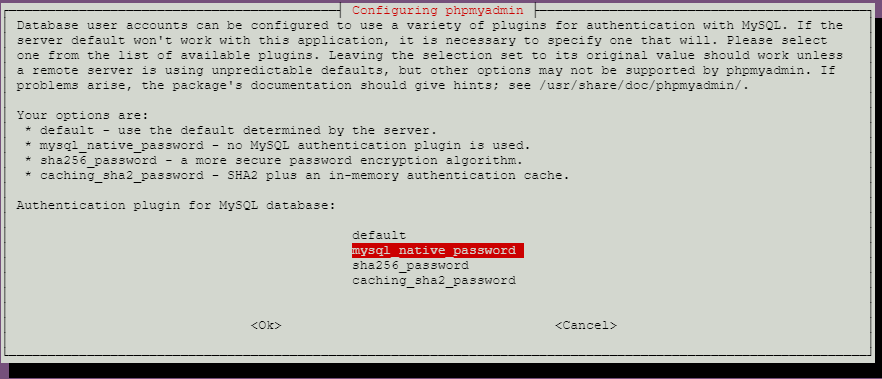 Configuring phpmyadmin
Database user accounts can be configured to use a variety of plugins for authentication with MySQL. If the
server default won't work with this application, it is necessary to specify one that will. Please select
one from the list of available plugins. Leaving the selection set to its original value should work unless
a remote server is using unpredictable defaults, but other options may not be supported by phpmyadmin. If
problems arise, the package's documentation should give hints; see /usr/share/doc/phpmyadmin/.
Your options are:
* default - use the default determined by the server.
* mysql_native_password - no MySQL authentication plugin is used.
* sha256_password - a more secure password encryption algorithm.
* caching_sha2_password - SHA2 plus an in-memory authentication cache.
Authentication plugin for MySQL database:
default
mysql_native_password
sha256_password
caching_sha2_password
<Ok> <Cancel>